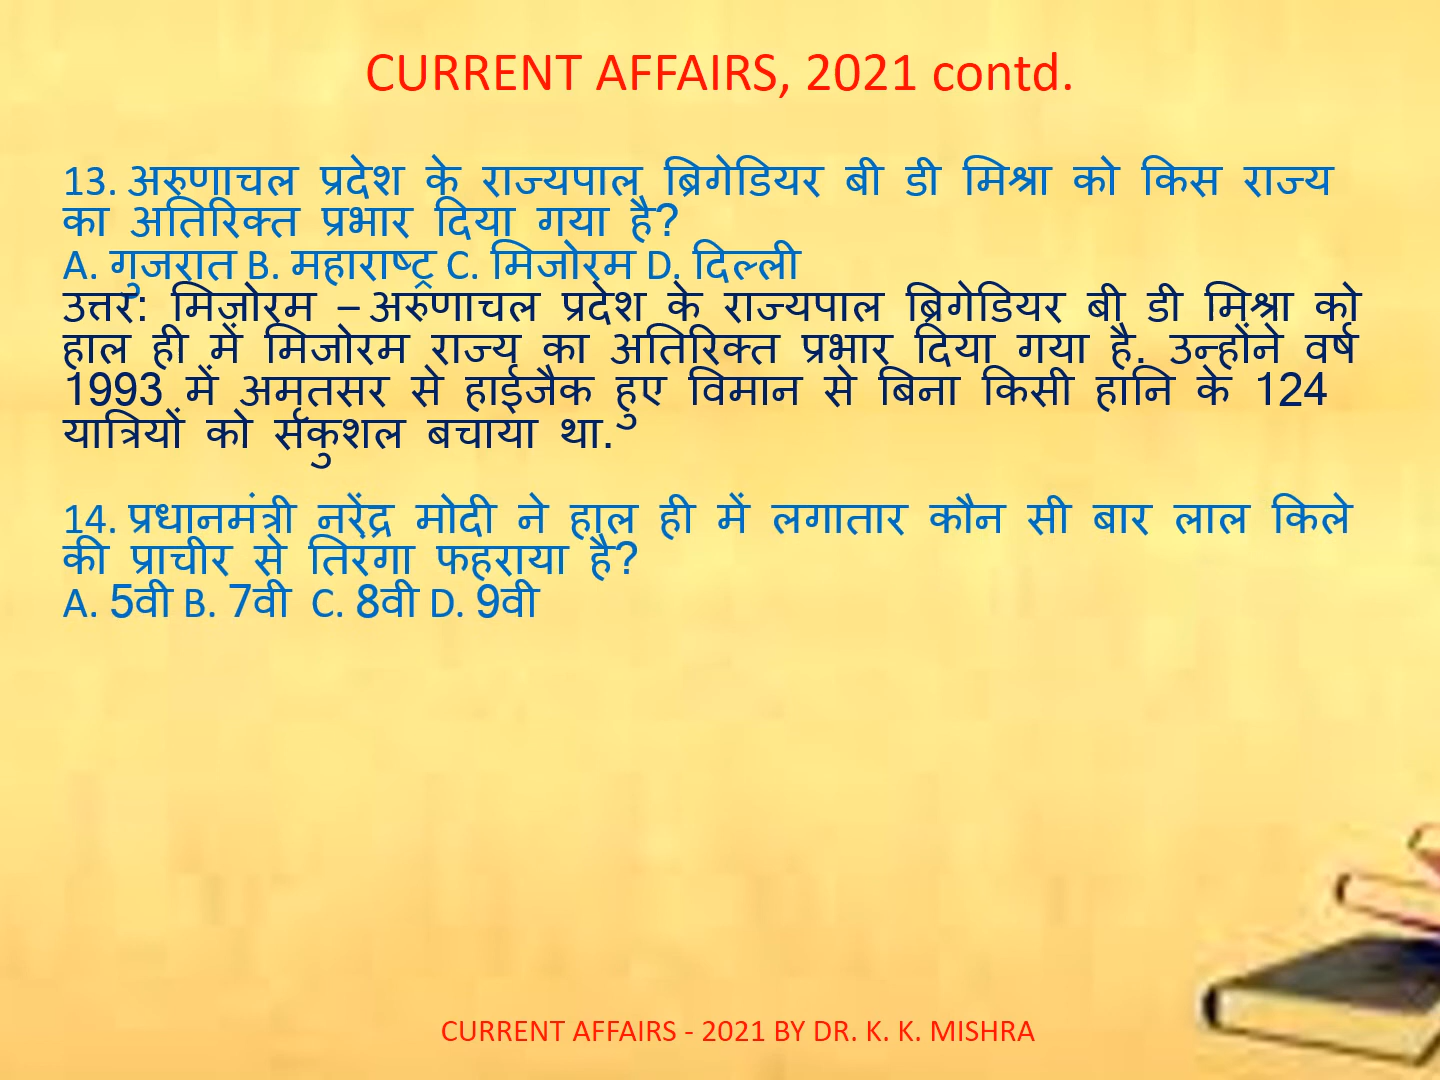 CURRENT AFFAIRS, 2021 contd.
13. अरुणाचल प्रदेश के राज्यपाल ब्रिगेडियर बी डी मिश्रा को किस राज्य
का अतिरिक्त प्रभार दिया गया है?
A. गुजरात B. महाराष्ट्र C. मिजोरम D. दिल्ली
उत्तर: मिजोरम – अरुणाचल प्रदेश के राज्यपाल ब्रिगेडियर बी डी मिश्रा को
हाल ही में मिजोरम राज्य का अतिरिक्त प्रभार दिया गया है. उन्होंने वर्ष
1993 में अमृतसर से हाईजैक हुए विमान से बिना किसी हानि के 124
यात्रियों को सकुशल बचाया था.
14. प्रधानमंत्री नरेंद्र मोदी ने हाल ही में लगातार कौन सी बार लाल किले
की प्राचीर से तिरंगा फहराया है?
A. 5वी B. 7वी C. 8वी D. 9वी
CURRENT AFFAIRS - 2021 BY DR. K. K. MISHRA